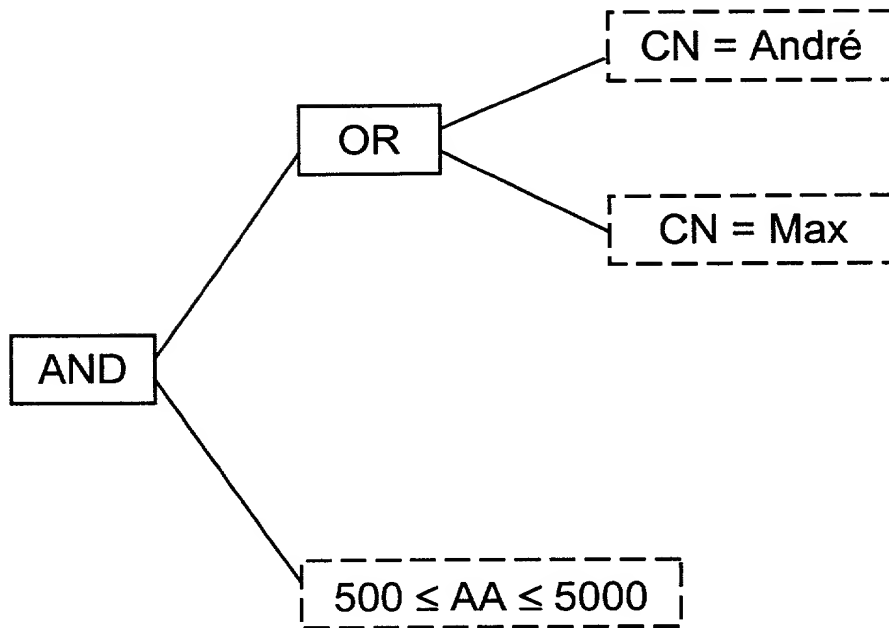 CN = André
OR
CN = Max
AND
500 ≤ AA ≤ 5000